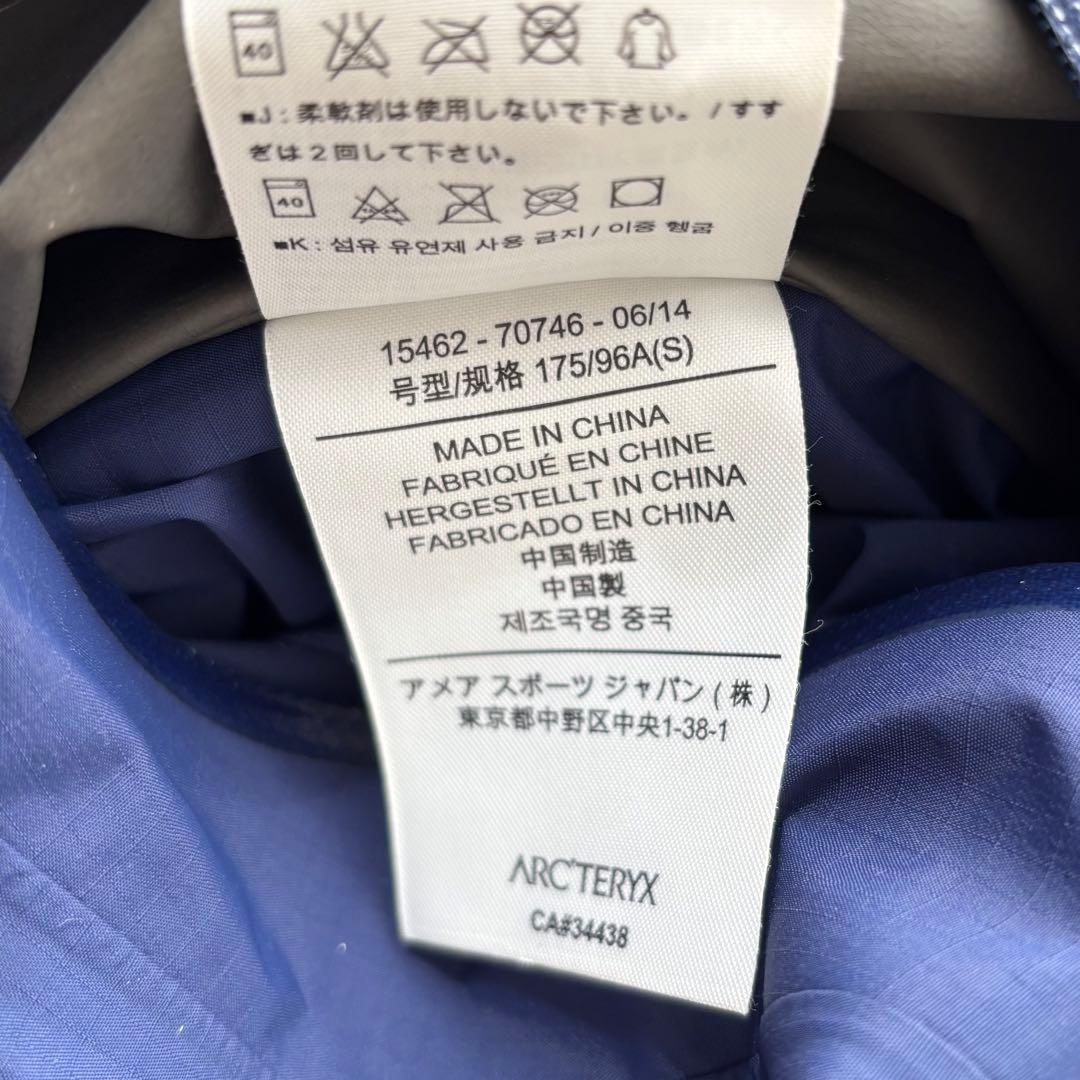 40
■J : 柔軟剤は使用しないで下さい。 / すす
ぎは2回して下さい。
40
■K : 섬유 유연제 사용 금지 / 이중 헹굼
15462 - 70746 - 06/14
号型/规格 175/96A(S)
MADE IN CHINA
FABRIQUÉ EN CHINE
HERGESTELLT IN CHINA
FABRICADO EN CHINA
中国制造
中国製
제조국명 중국
アメア スポーツ ジャパン ( 株 )
東京都中野区中央1-38-1
ARC'TERYX
CA#34438